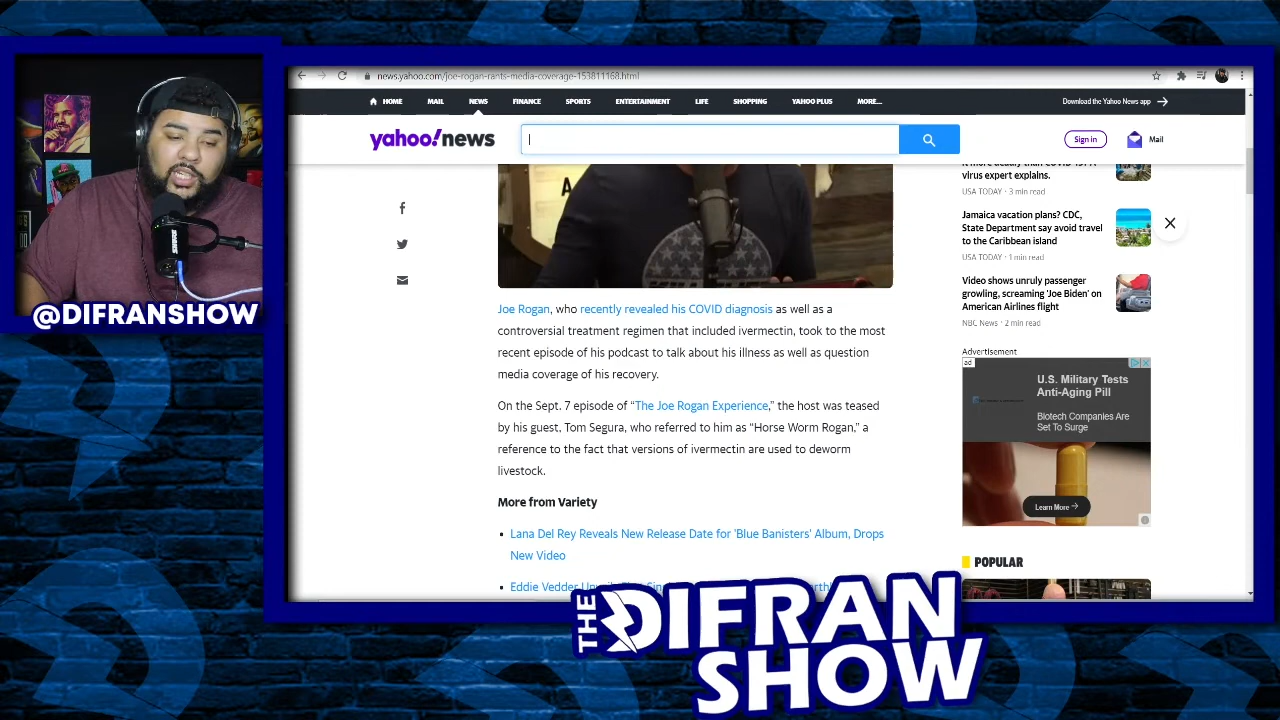 @DIFRANSHOW
news.yahoo.com/joe-rogan-rants-media-coverage-153811168.html
HOME MAIL NEWS FINANCE SPORTS ENTERTAINMENT LIFE SHOPPING YAHOO PLUS MORE... Download the Yahoo News app
yahoo!news
Sign in
Mail
Joe Rogan, who recently revealed his COVID diagnosis as well as a
controversial treatment regimen that included ivermectin, took to the most
recent episode of his podcast to talk about his illness as well as question
media coverage of his recovery.
On the Sept. 7 episode of “The Joe Rogan Experience,” the host was teased
by his guest, Tom Segura, who referred to him as “Horse Worm Rogan,” a
reference to the fact that versions of ivermectin are used to deworm
livestock.
More from Variety
Lana Del Rey Reveals New Release Date for 'Blue Banisters' Album, Drops
New Video
Eddie Vedder
virus expert explains.
USA TODAY · 3 min read
Jamaica vacation plans? CDC,
State Department say avoid travel
to the Caribbean island
USA TODAY · 1 min read
Video shows unruly passenger
growling, screaming 'Joe Biden' on
American Airlines flight
NBC News · 2 min read
Advertisement
ad
U.S. Military Tests
Anti-Aging Pill
Biotech Companies Are
Set To Surge
Learn More
POPULAR
THE DIFRAN
SHOW
SHURE